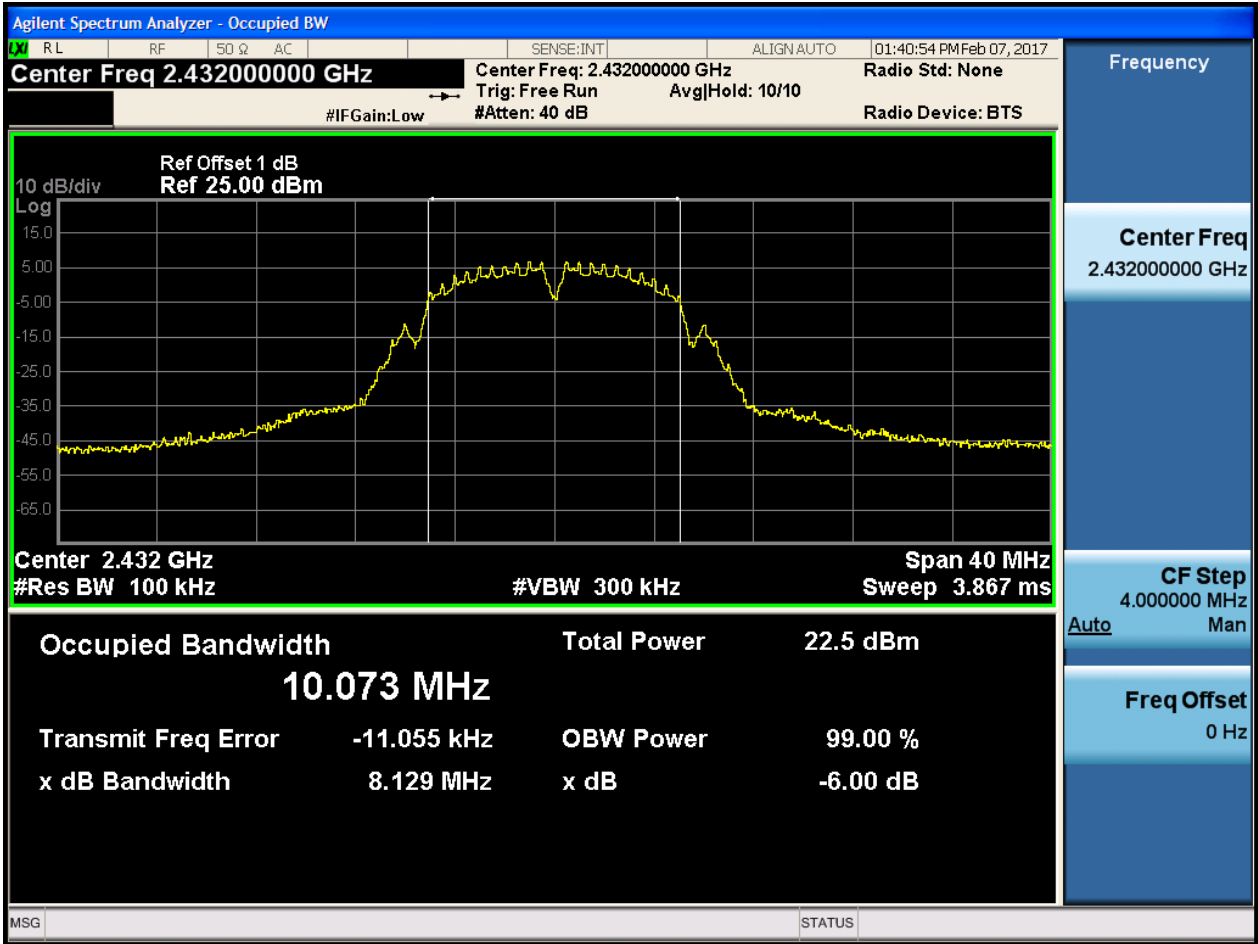 Agilent Spectrum Analyzer - Occupied BW
LXI RL RF 50 Ω AC SENSE:INT ALIGN AUTO 01:40:54 PM Feb 07, 2017
Center Freq 2.432000000 GHz
Center Freq: 2.432000000 GHz
Radio Std: None
Trig: Free Run Avg|Hold: 10/10
#IFGain:Low
#Atten: 40 dB
Radio Device: BTS
Ref Offset 1 dB
10 dB/div Ref 25.00 dBm
Log
15.0
5.00
-5.00
-15.0
-25.0
-35.0
-45.0
-55.0
-65.0
Center 2.432 GHz Span 40 MHz
#Res BW 100 kHz #VBW 300 kHz Sweep 3.867 ms
Occupied Bandwidth Total Power 22.5 dBm
10.073 MHz
Transmit Freq Error -11.055 kHz OBW Power 99.00 %
x dB Bandwidth 8.129 MHz x dB -6.00 dB
MSG STATUS
Frequency
Center Freq
2.432000000 GHz
CF Step
4.000000 MHz
Auto Man
Freq Offset
0 Hz